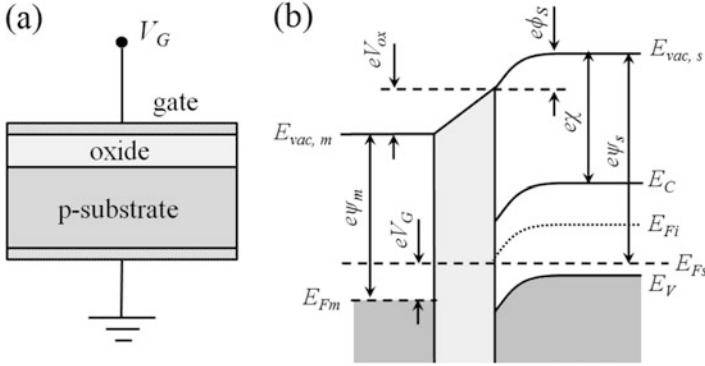 (a)
V_G
gate
oxide
p-substrate
(b)
eV_ox
eϕ_S
E_vac, s
E_vac, m
eχ
eψ_s
eψ_m
eV_G
E_C
E_Fi
E_Fs
E_V
E_Fm